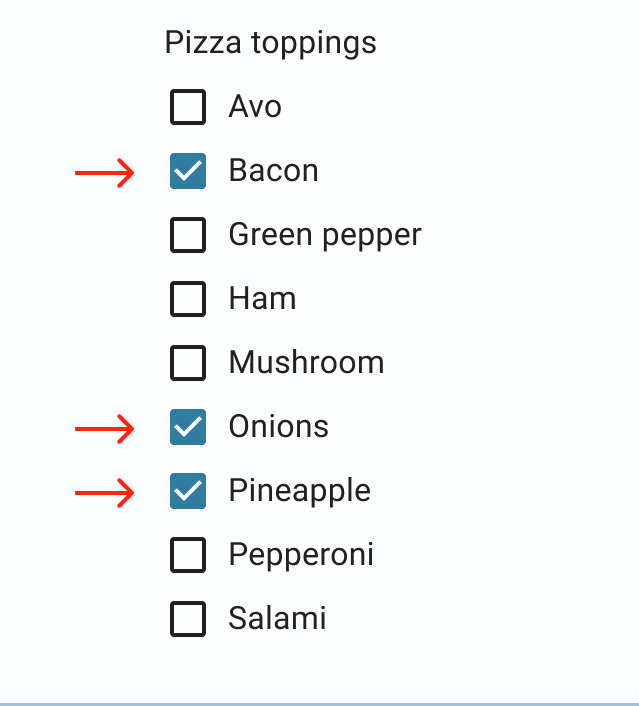 Pizza toppings
Avo
Bacon
Green pepper
Ham
Mushroom
Onions
Pineapple
Pepperoni
Salami